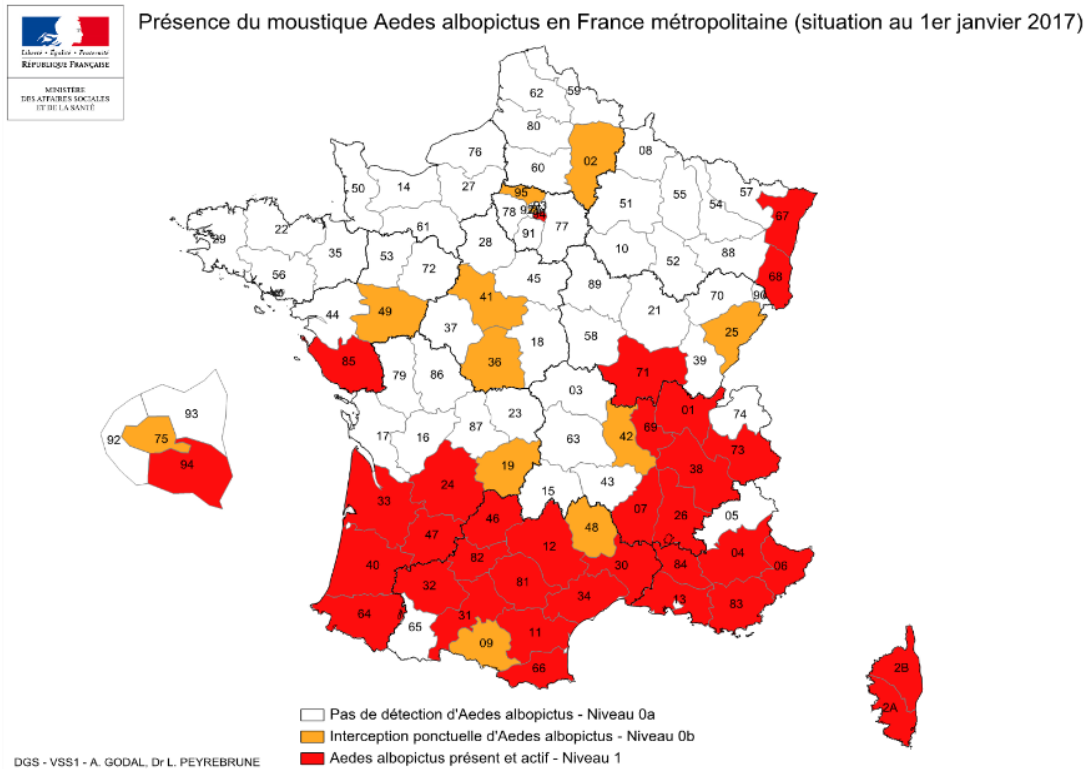 Présence du moustique Aedes albopictus en France métropolitaine (situation au 1er janvier 2017)
Liberté • Égalité • Fraternité
RÉPUBLIQUE FRANÇAISE
MINISTÈRE
DES AFFAIRES SOCIALES
ET DE LA SANTÉ
62 59
80
02 08
76 60
50 14 27 95 55 57
51 54 67
78 77
22 61 91
29 35 53 28 10 52 88 68
56 72 45 89
41 70 90
44 49 21 25
37 18 58
36 39
85 79 86 71
03
01 74
23
17 16 87 63 42 69 73
19 38
24 15 43
33 07 26 05
46 48
47 12 04
40 82 30 84 06
32 81 34 13 83
64 31
65 11
09
66
93
92 75
94
2B
2A
Pas de détection d'Aedes albopictus - Niveau 0a
Interception ponctuelle d'Aedes albopictus - Niveau 0b
Aedes albopictus présent et actif - Niveau 1
DGS - VSS1 - A. GODAL, Dr L. PEYREBRUNE